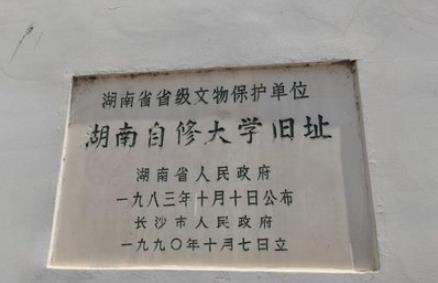 湖南省省级文物保护单位
湖南自修大学旧址
湖南省人民政府
一九八三年十月十日公布
长沙市人民政府
一九九〇年十月七日立